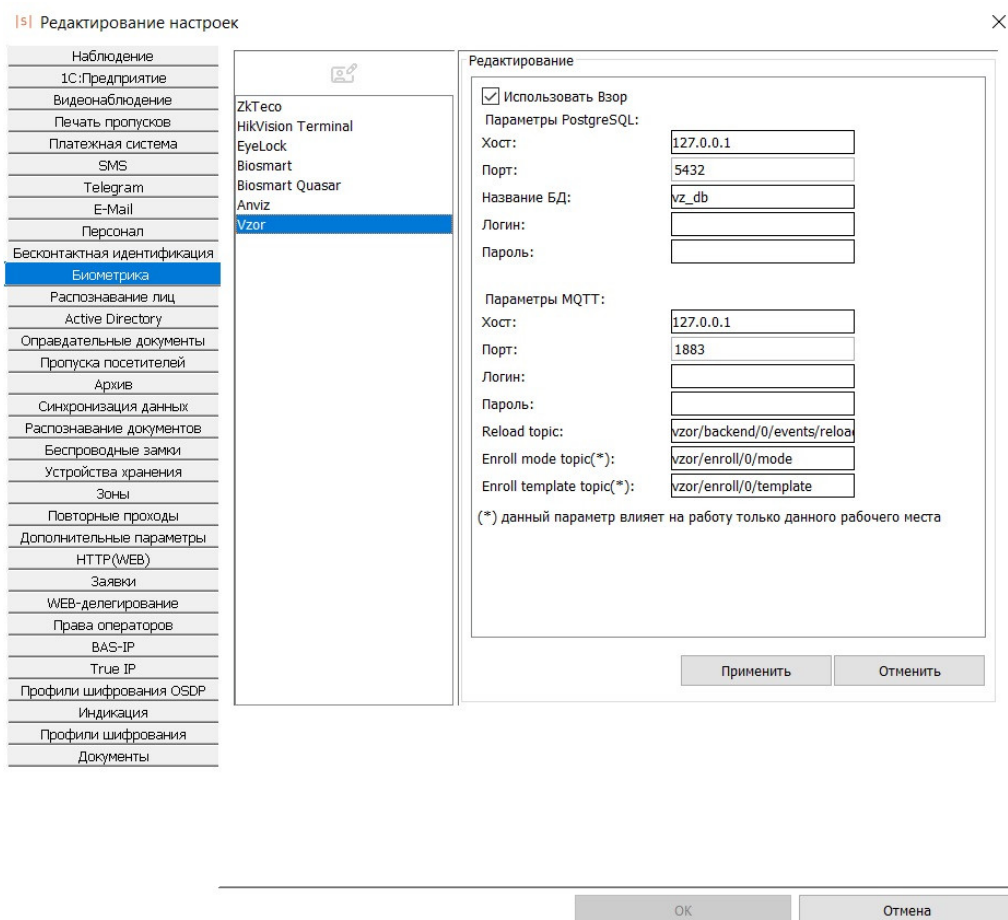 |S| Редактирование настроек
Наблюдение
1С:Предприятие
Видеонаблюдение
Печать пропусков
Платежная система
SMS
Telegram
E-Mail
Персонал
Бесконтактная идентификация
Биометрика
Распознавание лиц
Active Directory
Оправдательные документы
Пропуска посетителей
Архив
Синхронизация данных
Распознавание документов
Беспроводные замки
Устройства хранения
Зоны
Повторные проходы
Дополнительные параметры
HTTP(WEB)
Заявки
WEB-делегирование
Права операторов
BAS-IP
True IP
Профили шифрования OSDP
Индикация
Профили шифрования
Документы
ZkTeco
HikVision Terminal
EyeLock
Biosmart
Biosmart Quasar
Anviz
Vzor
Редактирование
Использовать Взор
Параметры PostgreSQL:
Хост: 127.0.0.1
Порт: 5432
Название БД: vz_db
Логин:
Пароль:
Параметры MQTT:
Хост: 127.0.0.1
Порт: 1883
Логин:
Пароль:
Reload topic: vzor/backend/0/events/reload
Enroll mode topic(*): vzor/enroll/0/mode
Enroll template topic(*): vzor/enroll/0/template
(*) данный параметр влияет на работу только данного рабочего места
Применить Отменить
OK Отмена